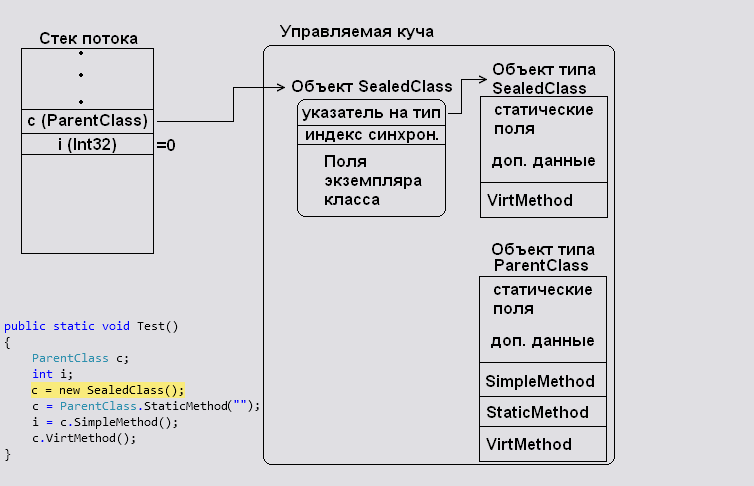 Стек потока
c (ParentClass)
i (Int32)
=0
Управляемая куча
Объект SealedClass
указатель на тип
индекс синхрон.
Поля
экземпляра
класса
Объект типа
SealedClass
статические
поля
доп. данные
VirtMethod
Объект типа
ParentClass
статические
поля
доп. данные
SimpleMethod
StaticMethod
VirtMethod
public static void Test()
{
ParentClass c;
int i;
c = new SealedClass();
c = ParentClass.StaticMethod("");
i = c.SimpleMethod();
c.VirtMethod();
}